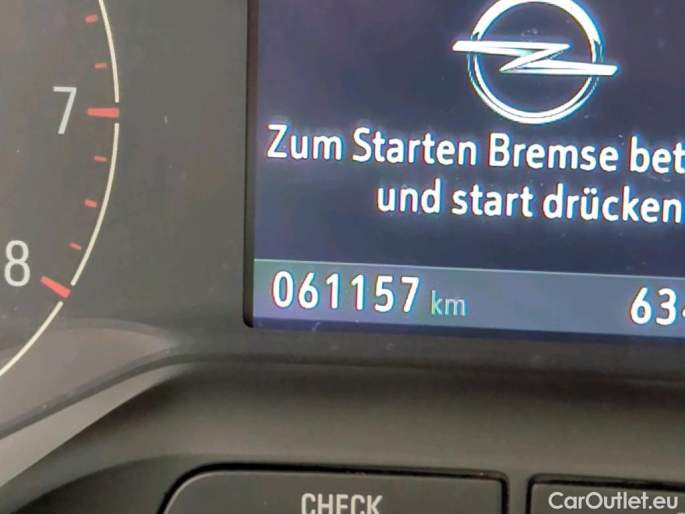 7
8
Zum Starten Bremse bet
und start drücken
061157 km
63
CHECK
CarOutlet.eu